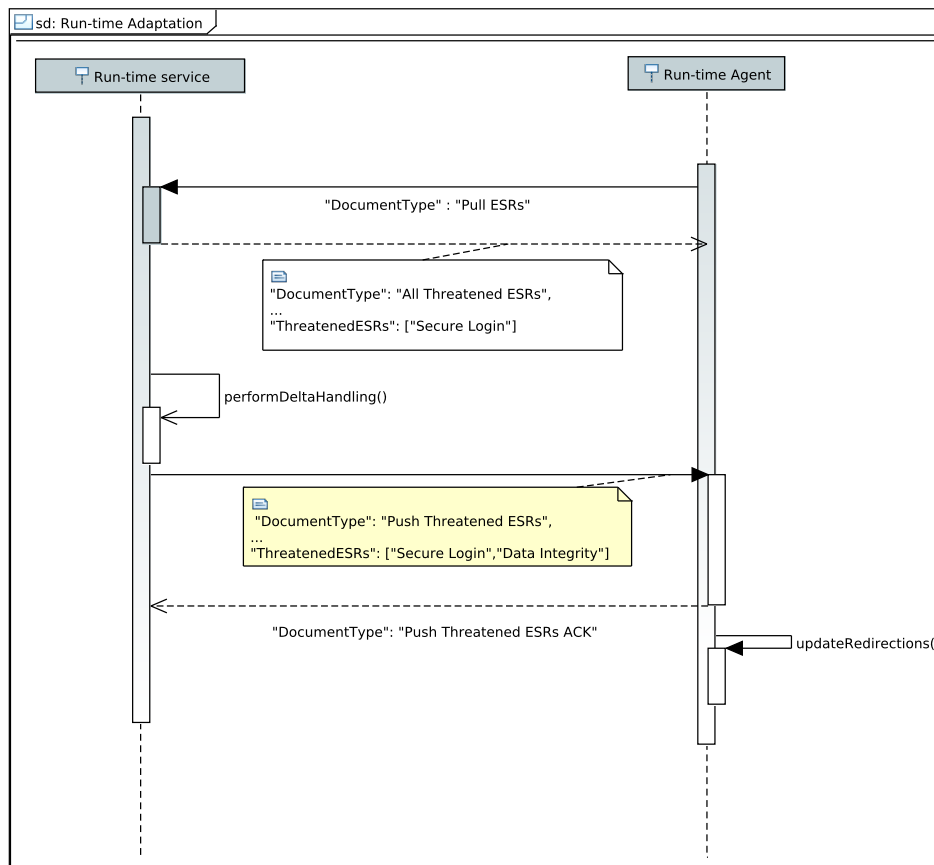 sd: Run-time Adaptation
Run-time service
Run-time Agent
"DocumentType" : "Pull ESRs"
"DocumentType": "All Threatened ESRs",
...
"ThreatenedESRs": ["Secure Login"]
performDeltaHandling()
"DocumentType": "Push Threatened ESRs",
...
"ThreatenedESRs": ["Secure Login","Data Integrity"]
"DocumentType": "Push Threatened ESRs ACK"
updateRedirections(